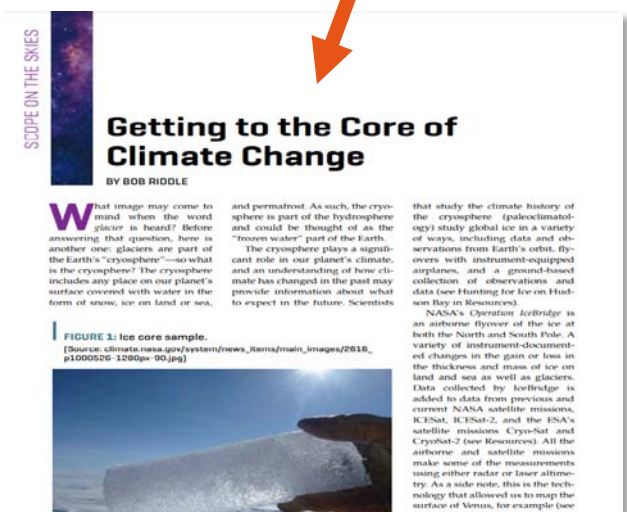 SCOPE ON THE SKIES
Getting to the Core of
Climate Change
BY BOB RIDDLE
What image may come to
mind when the word
glacier is heard? Before
answering that question, here is
another one: glaciers are part of
the Earth's "cryosphere"—so what
is the cryosphere? The cryosphere
includes any place on our planet's
surface covered with water in the
form of snow, ice on land or sea,
and permafrost. As such, the cryo-
sphere is part of the hydrosphere
and could be thought of as the
"frozen water" part of the Earth.
The cryosphere plays a signifi-
cant role in our planet's climate,
and an understanding of how cli-
mate has changed in the past may
provide information about what
to expect in the future. Scientists
that study the climate history of
the cryosphere (paleoclimatol-
ogy) study global ice in a variety
of ways, including data and ob-
servations from Earth's orbit, fly-
overs with instrument-equipped
airplanes, and a ground-based
collection of observations and
data (see Hunting for Ice on Hud-
son Bay in Resources).
NASA's Operation IceBridge is
an airborne flyover of the ice at
both the North and South Pole. A
variety of instrument-document-
ed changes in the gain or loss in
the thickness and mass of ice on
land and sea as well as glaciers.
Data collected by IceBridge is
added to data from previous and
current NASA satellite missions,
ICESat, ICESat-2, and the ESA's
satellite missions Cryo-Sat and
CryoSat-2 (see Resources). All the
airborne and satellite missions
make some of the measurements
using either radar or laser altime-
try. As a side note, this is the tech-
nology that allowed us to map the
surface of Venus, for example (see
FIGURE 1: Ice core sample.
[Source: climate.nasa.gov/system/news_items/main_images/2616_
p1000526-1280px-90.jpg]